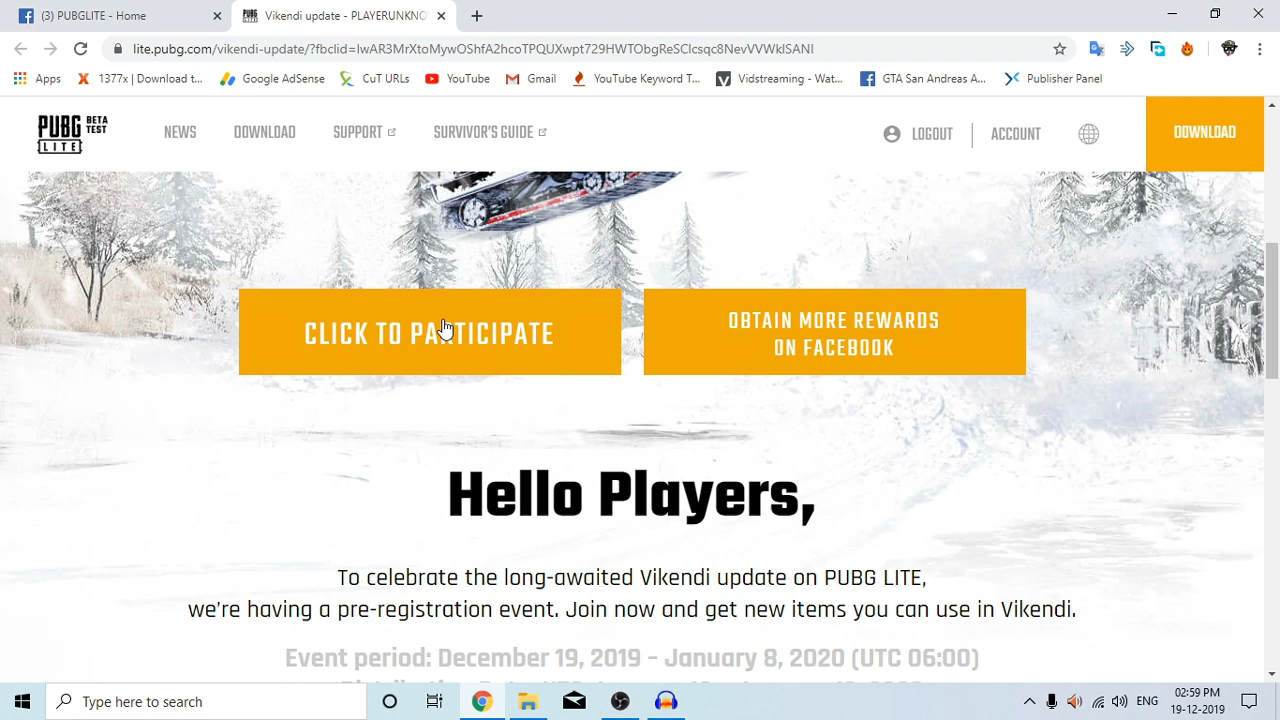 (3) PUBGLITE - Home
Vikendi update - PLAYERUNKNO
lite.pubg.com/vikendi-update/?fbclid=IwAR3MrXtoMywOShfA2hcoTPQUXwpt729HWTObgReSCIcsqc8NevVVWkISANI
Apps
1377x | Download t...
Google AdSense
CuT URLs
YouTube
Gmail
YouTube Keyword T...
Vidstreaming - Wat...
GTA San Andreas A...
Publisher Panel
PUBG BETA TEST LITE
NEWS
DOWNLOAD
SUPPORT
SURVIVOR'S GUIDE
LOGOUT
ACCOUNT
DOWNLOAD
CLICK TO PARTICIPATE
OBTAIN MORE REWARDS
ON FACEBOOK
Hello Players,
To celebrate the long-awaited Vikendi update on PUBG LITE,
we're having a pre-registration event. Join now and get new items you can use in Vikendi.
Event period: December 19, 2019 – January 8, 2020 (UTC 06:00)
Type here to search
ENG
02:59 PM
19-12-2019